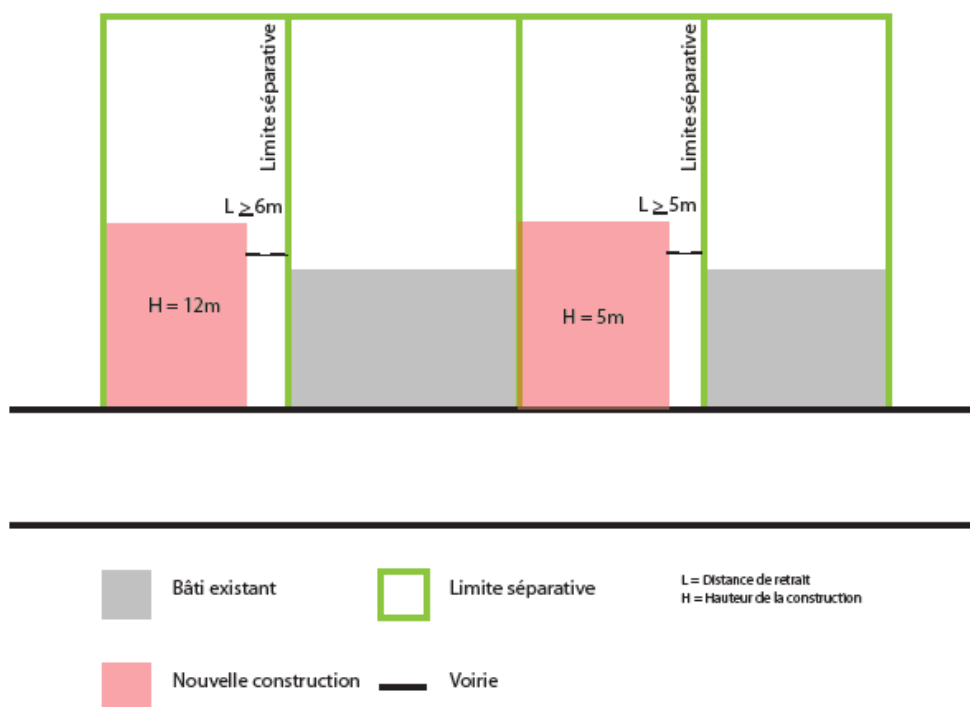 Limite séparative
Limite séparative
L ≥ 6m
L ≥ 5m
H = 12m
H = 5m
Bâti existant
Limite séparative
L = Distance de retrait
H = Hauteur de la construction
Nouvelle construction
Voirie